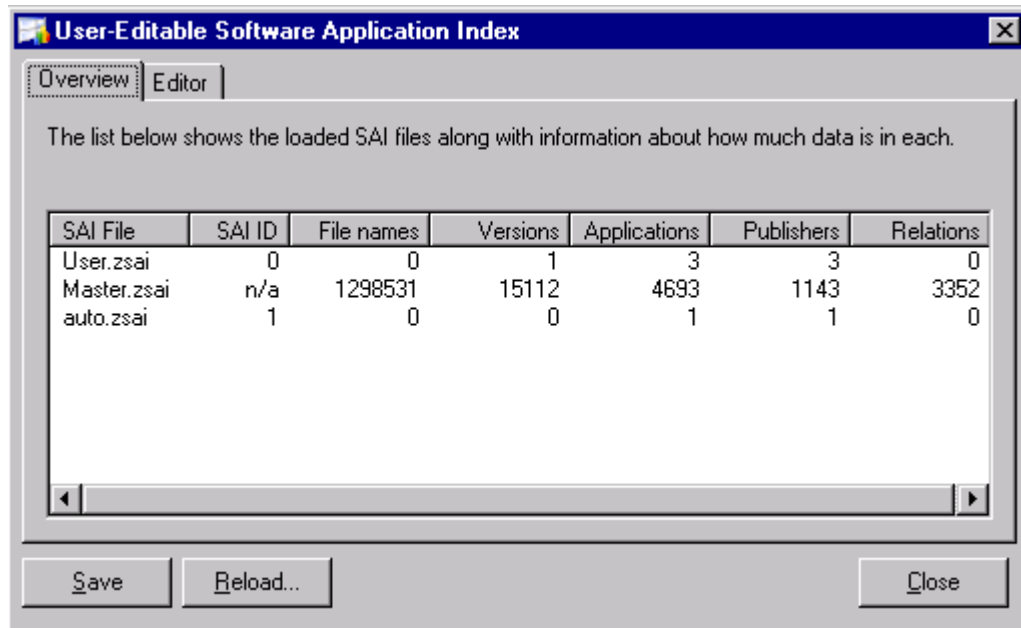 User-Editable Software Application Index
Overview Editor
The list below shows the loaded SAI files along with information about how much data is in each.
SAI File SAI ID File names Versions Applications Publishers Relations
User.zsai 0 0 1 3 3 0
Master.zsai n/a 1298531 15112 4693 1143 3352
auto.zsai 1 0 0 1 1 0
Save Reload... Close